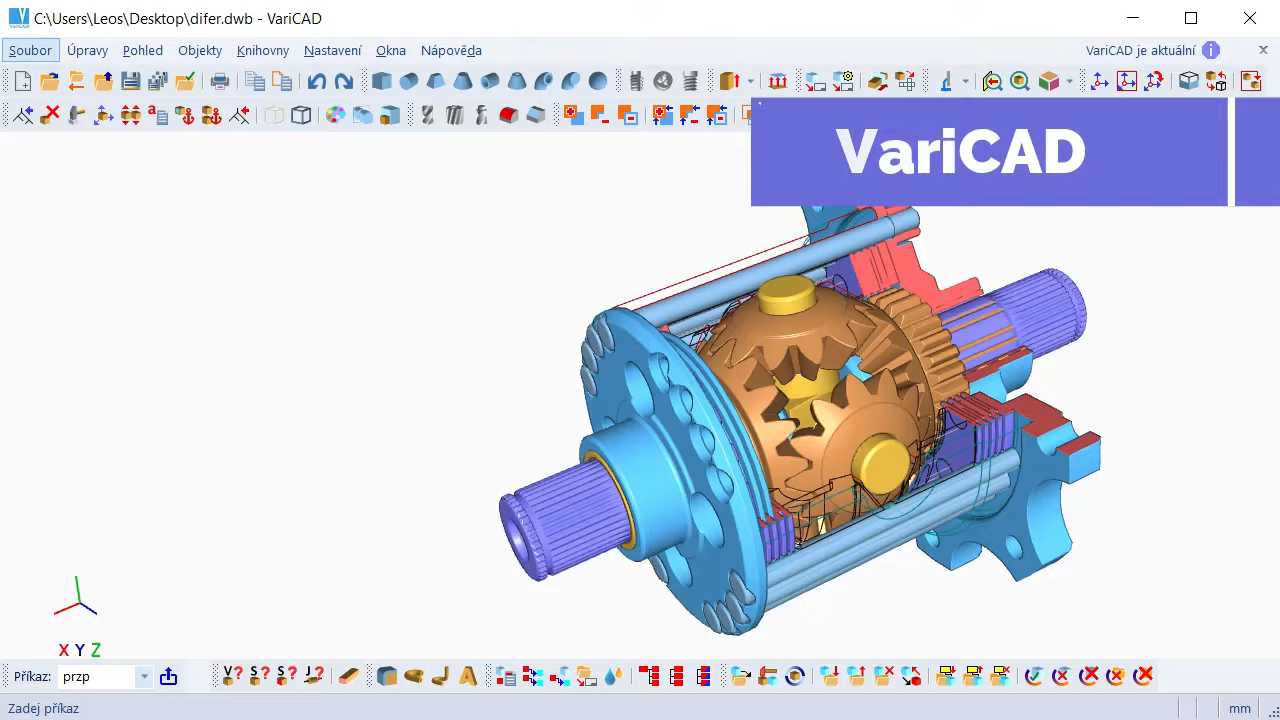 C:\Users\Leos\Desktop\difer.dwb - VariCAD
Soubor Úpravy Pohled Objekty Knihovny Nastavení Okna Nápověda VariCAD je aktuální
VariCAD
X Y Z
Příkaz: przp
Zadej příkaz mm